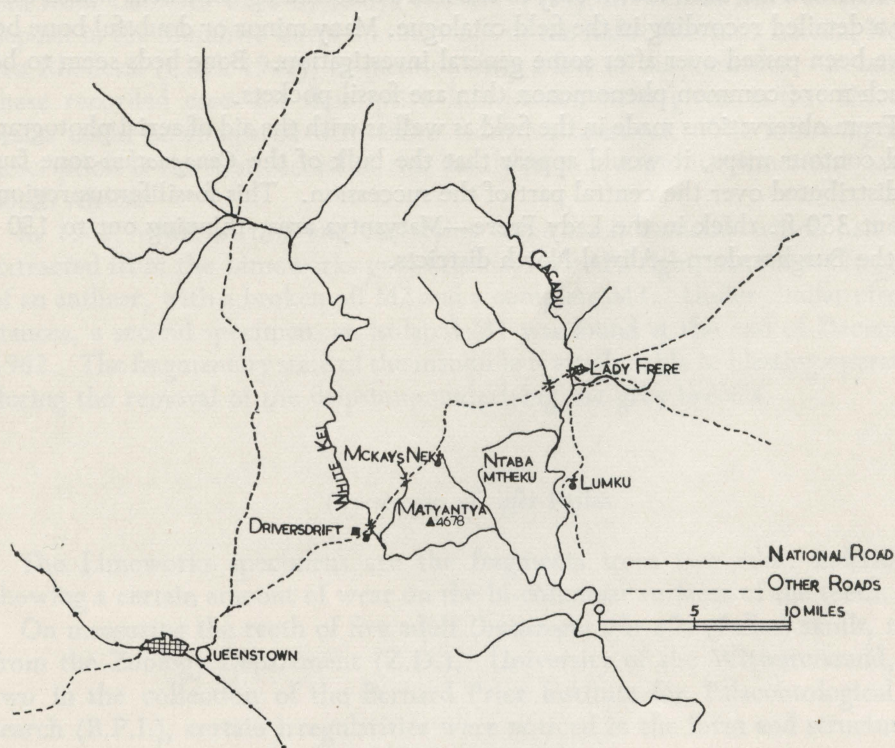 CACADU
LADY FRERE
WHITE KEI
MCKAYS NEK
NTABA
MTHEKU
LUMKU
MATYANTYA
4678
DRIVERSDRIFT
NATIONAL ROAD
OTHER ROADS
0 5 10 MILES
QUEENSTOWN